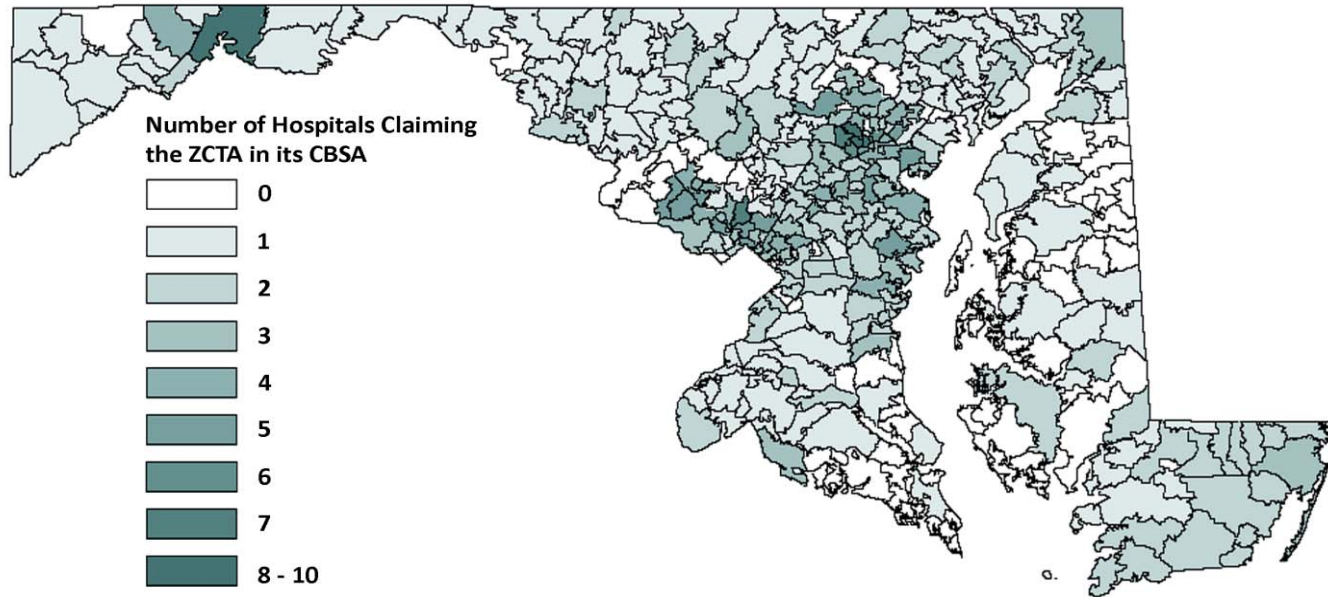 Number of Hospitals Claiming
the ZCTA in its CBSA
0
1
2
3
4
5
6
7
8 - 10